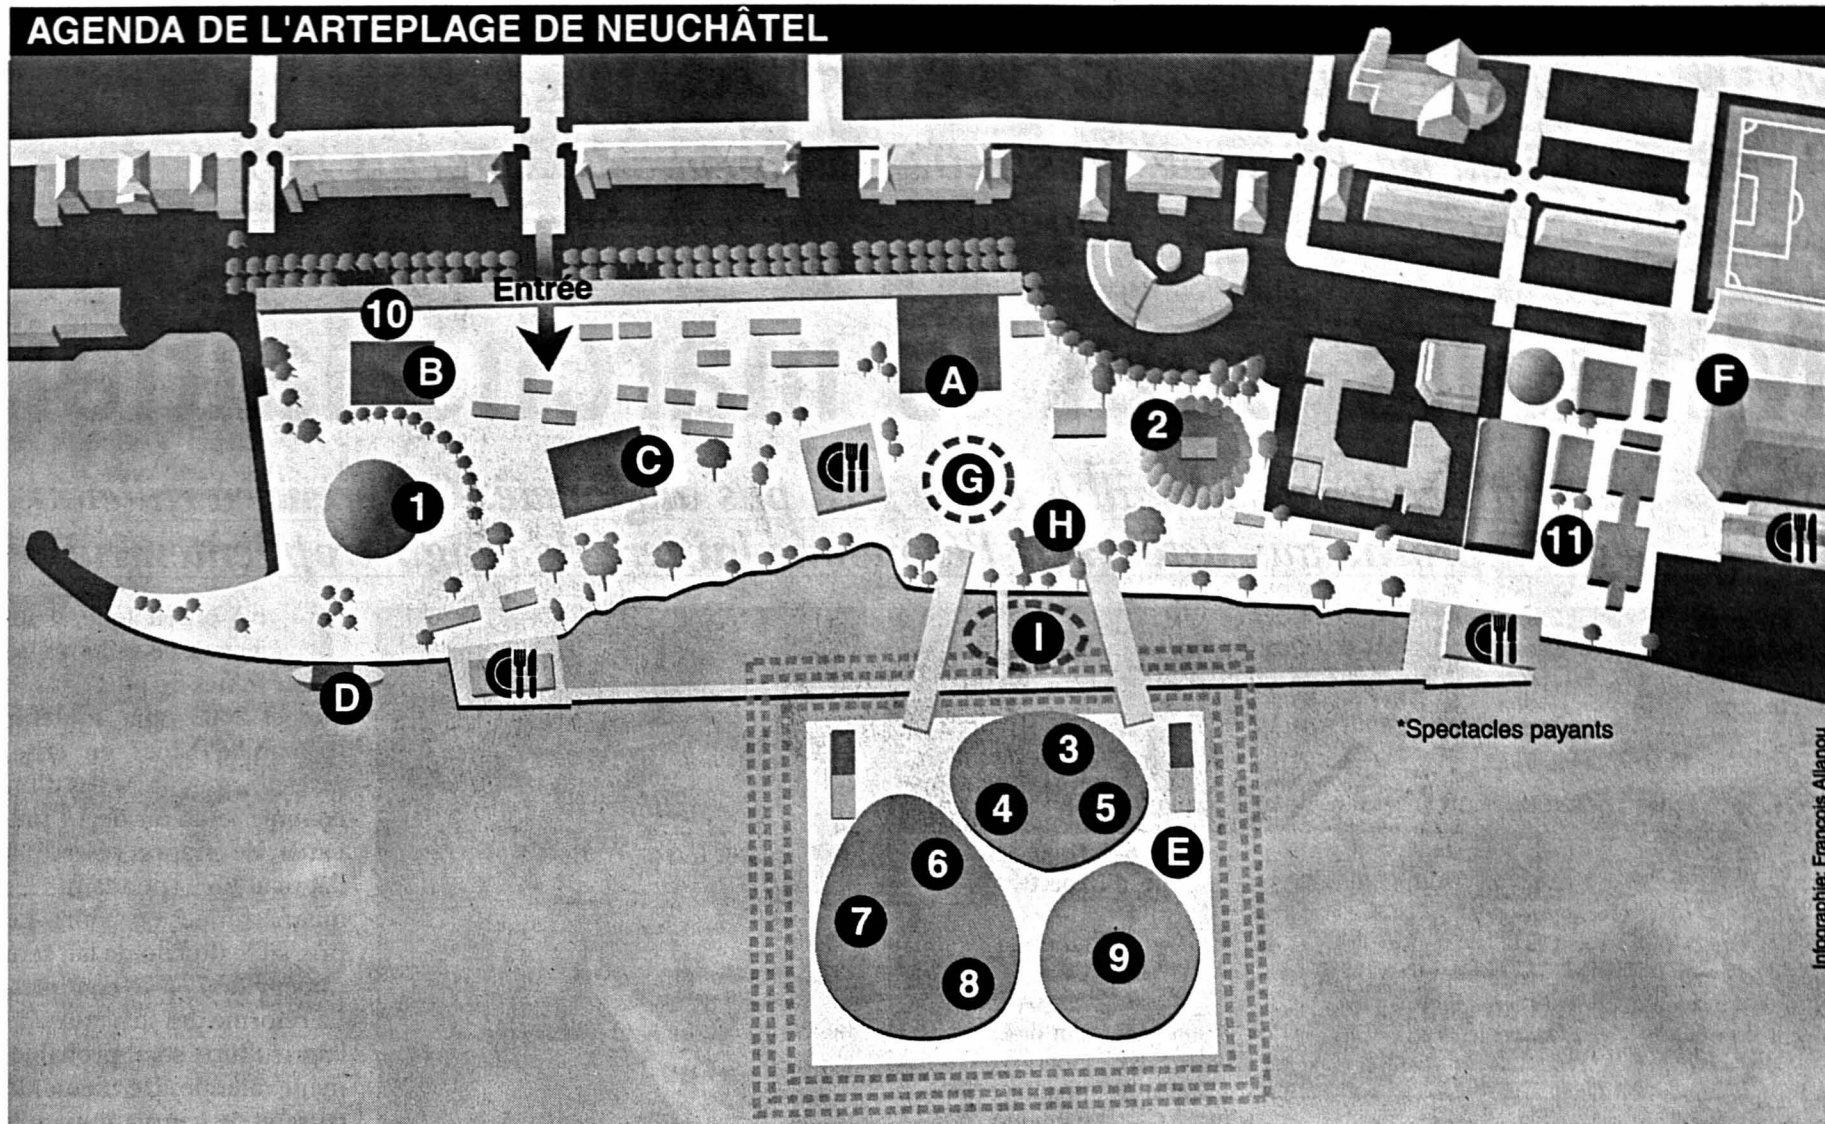 AGENDA DE L'ARTEPLAGE DE NEUCHÂTEL
Entrée
10
B
A
F
2
C
G
1
H
11
I
D
*Spectacles payants
3
4
5
E
6
7
9
8
Infographie: François Allanou